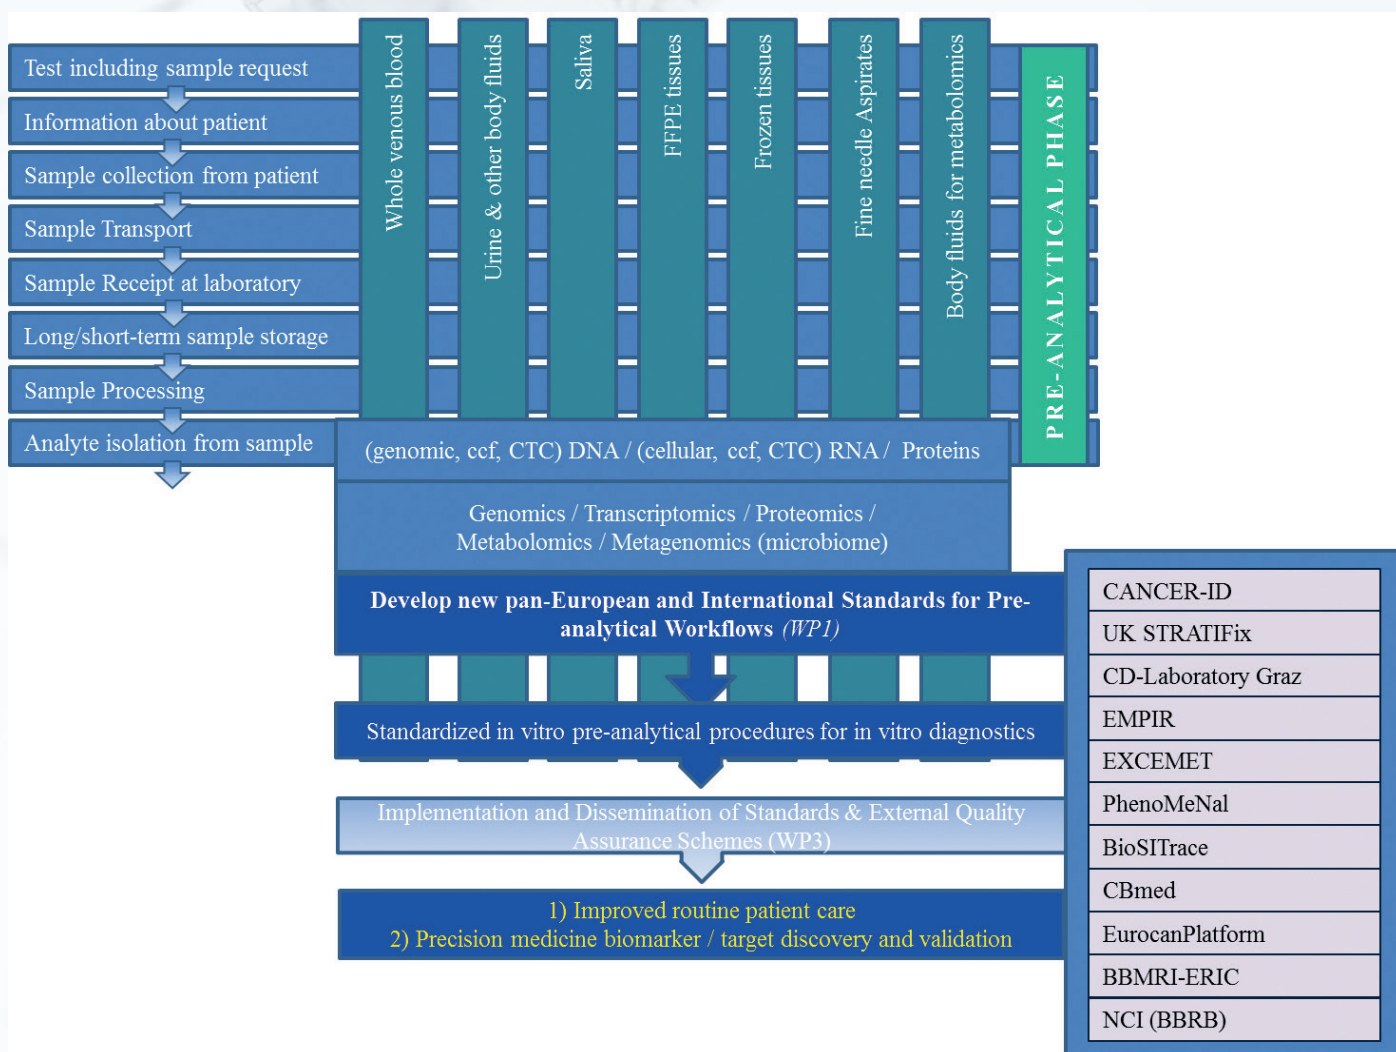 Test including sample request
Information about patient
Sample collection from patient
Sample Transport
Sample Receipt at laboratory
Long/short-term sample storage
Sample Processing
Analyte isolation from sample
Whole venous blood
Urine & other body fluids
Saliva
FFPE tissues
Frozen tissues
Fine needle Aspirates
Body fluids for metabolomics
PRE-ANALYTICAL PHASE
(genomic, ccf, CTC) DNA / (cellular, ccf, CTC) RNA / Proteins
Genomics / Transcriptomics / Proteomics /
Metabolomics / Metagenomics (microbiome)
Develop new pan-European and International Standards for Pre-
analytical Workflows (WP1)
Standardized in vitro pre-analytical procedures for in vitro diagnostics
Implementation and Dissemination of Standards & External Quality
Assurance Schemes (WP3)
1) Improved routine patient care
2) Precision medicine biomarker / target discovery and validation
CANCER-ID
UK STRATIFix
CD-Laboratory Graz
EMPIR
EXCEMET
PhenoMeNal
BioSITrace
CBmed
EurocanPlatform
BBMRI-ERIC
NCI (BBRB)